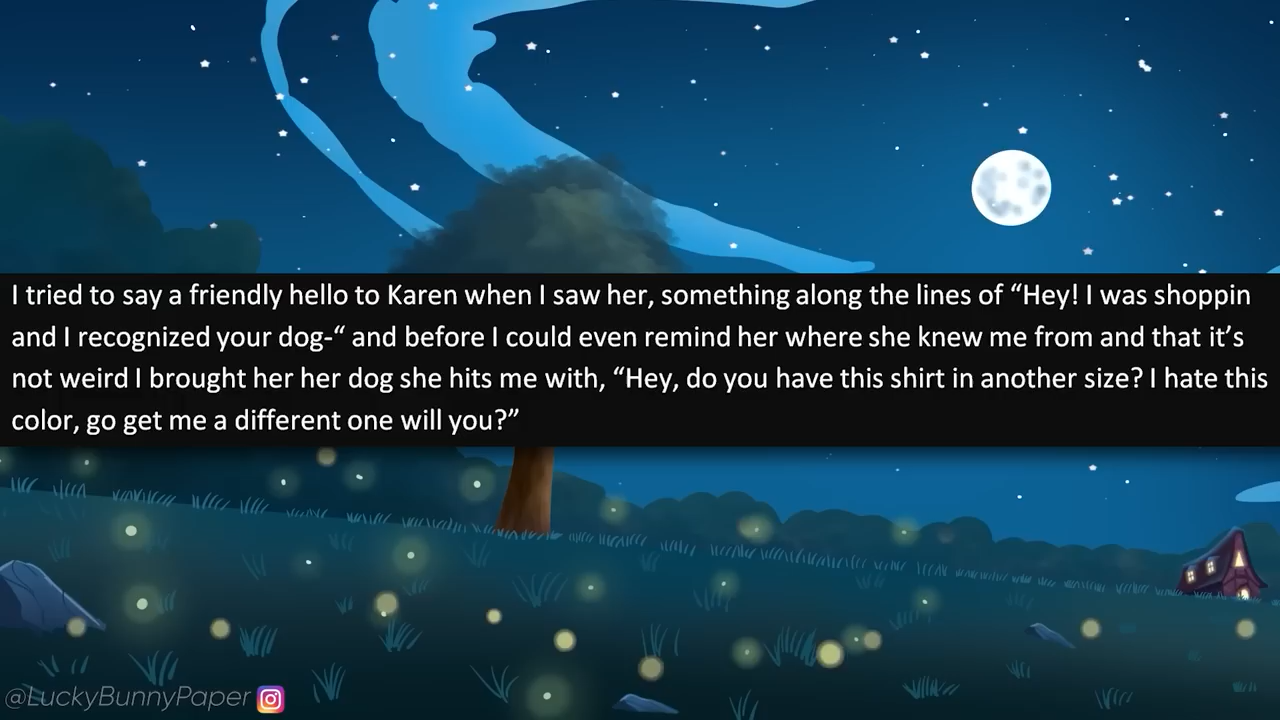 I tried to say a friendly hello to Karen when I saw her, something along the lines of “Hey! I was shoppin
and I recognized your dog-“ and before I could even remind her where she knew me from and that it’s
not weird I brought her her dog she hits me with, “Hey, do you have this shirt in another size? I hate this
color, go get me a different one will you?”
@LuckyBunnyPaper